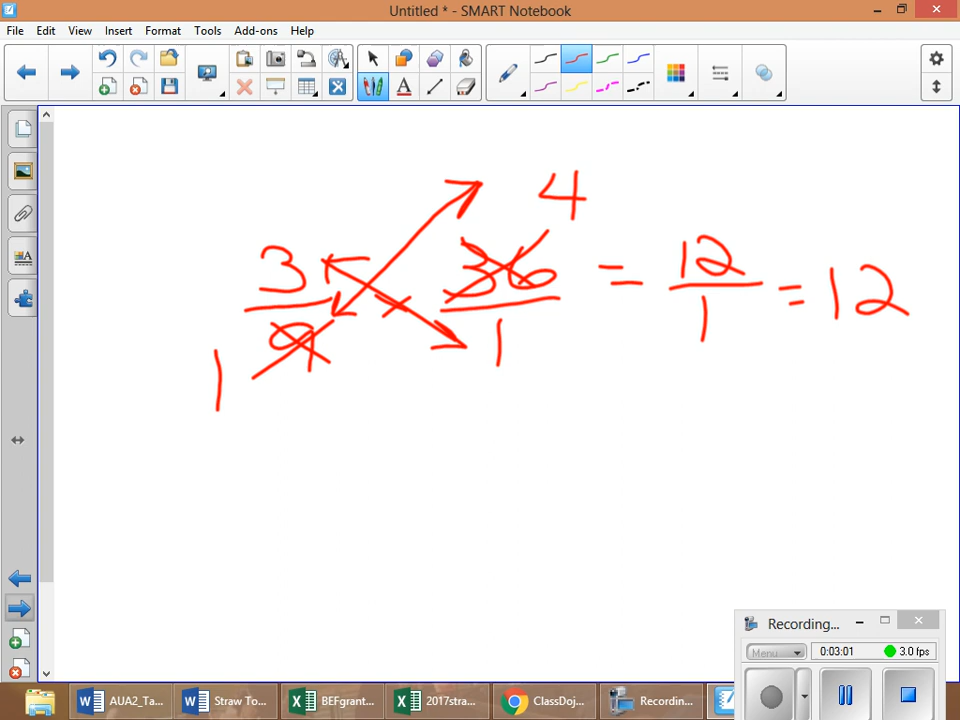 Untitled * - SMART Notebook
File Edit View Insert Format Tools Add-ons Help
4
3/9 × 36/1 = 12/1 = 12
1
Recording...
Menu 0:03:01 3.0 fps
AUA2_Ta... Straw To... BEFgrant... 2017stra... ClassDoj... Recording...